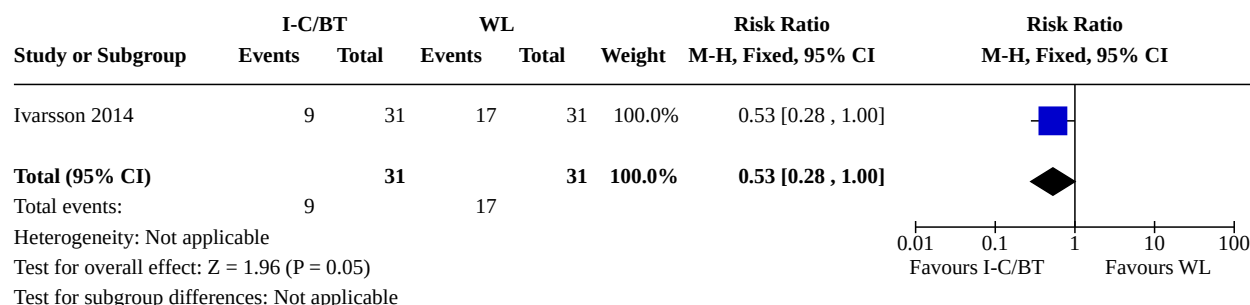 I-C/BT WL Risk Ratio Risk Ratio
Study or Subgroup Events Total Events Total Weight M-H, Fixed, 95% CI M-H, Fixed, 95% CI
Ivarsson 2014 9 31 17 31 100.0% 0.53 [0.28 , 1.00]
Total (95% CI) 31 31 100.0% 0.53 [0.28 , 1.00]
Total events: 9 17
Heterogeneity: Not applicable
0.01 0.1 1 10 100
Test for overall effect: Z = 1.96 (P = 0.05) Favours I-C/BT Favours WL
Test for subgroup differences: Not applicable